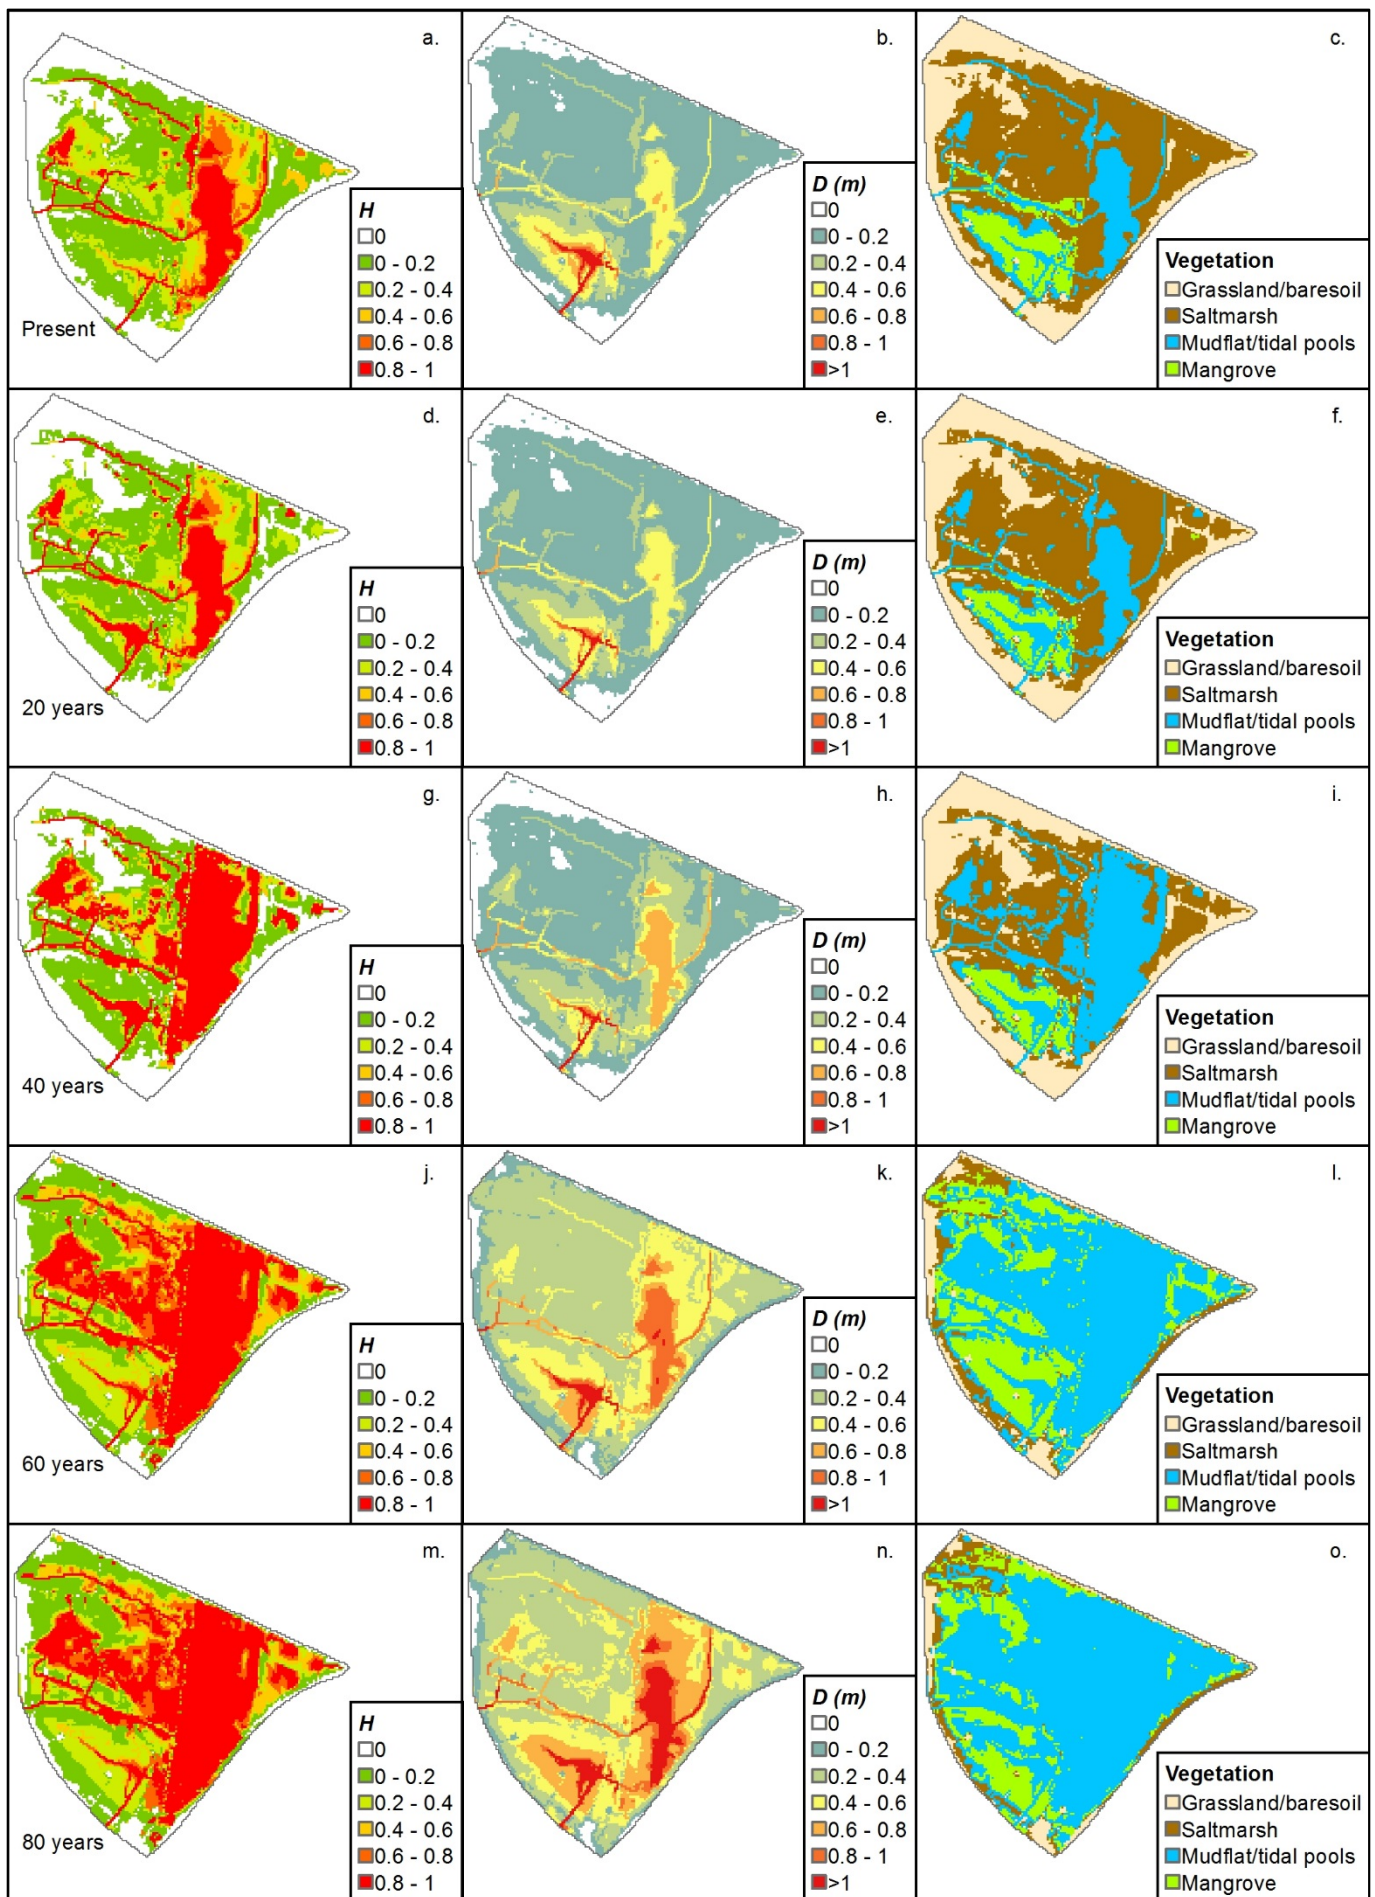 a.
H
0
0 - 0.2
0.2 - 0.4
0.4 - 0.6
0.6 - 0.8
0.8 - 1
Present
b.
D (m)
0
0 - 0.2
0.2 - 0.4
0.4 - 0.6
0.6 - 0.8
0.8 - 1
>1
c.
Vegetation
Grassland/baresoil
Saltmarsh
Mudflat/tidal pools
Mangrove
d.
H
0
0 - 0.2
0.2 - 0.4
0.4 - 0.6
0.6 - 0.8
0.8 - 1
20 years
e.
D (m)
0
0 - 0.2
0.2 - 0.4
0.4 - 0.6
0.6 - 0.8
0.8 - 1
>1
f.
Vegetation
Grassland/baresoil
Saltmarsh
Mudflat/tidal pools
Mangrove
g.
H
0
0 - 0.2
0.2 - 0.4
0.4 - 0.6
0.6 - 0.8
0.8 - 1
40 years
h.
D (m)
0
0 - 0.2
0.2 - 0.4
0.4 - 0.6
0.6 - 0.8
0.8 - 1
>1
i.
Vegetation
Grassland/baresoil
Saltmarsh
Mudflat/tidal pools
Mangrove
j.
H
0
0 - 0.2
0.2 - 0.4
0.4 - 0.6
0.6 - 0.8
0.8 - 1
60 years
k.
D (m)
0
0 - 0.2
0.2 - 0.4
0.4 - 0.6
0.6 - 0.8
0.8 - 1
>1
l.
Vegetation
Grassland/baresoil
Saltmarsh
Mudflat/tidal pools
Mangrove
m.
H
0
0 - 0.2
0.2 - 0.4
0.4 - 0.6
0.6 - 0.8
0.8 - 1
80 years
n.
D (m)
0
0 - 0.2
0.2 - 0.4
0.4 - 0.6
0.6 - 0.8
0.8 - 1
>1
o.
Vegetation
Grassland/baresoil
Saltmarsh
Mudflat/tidal pools
Mangrove